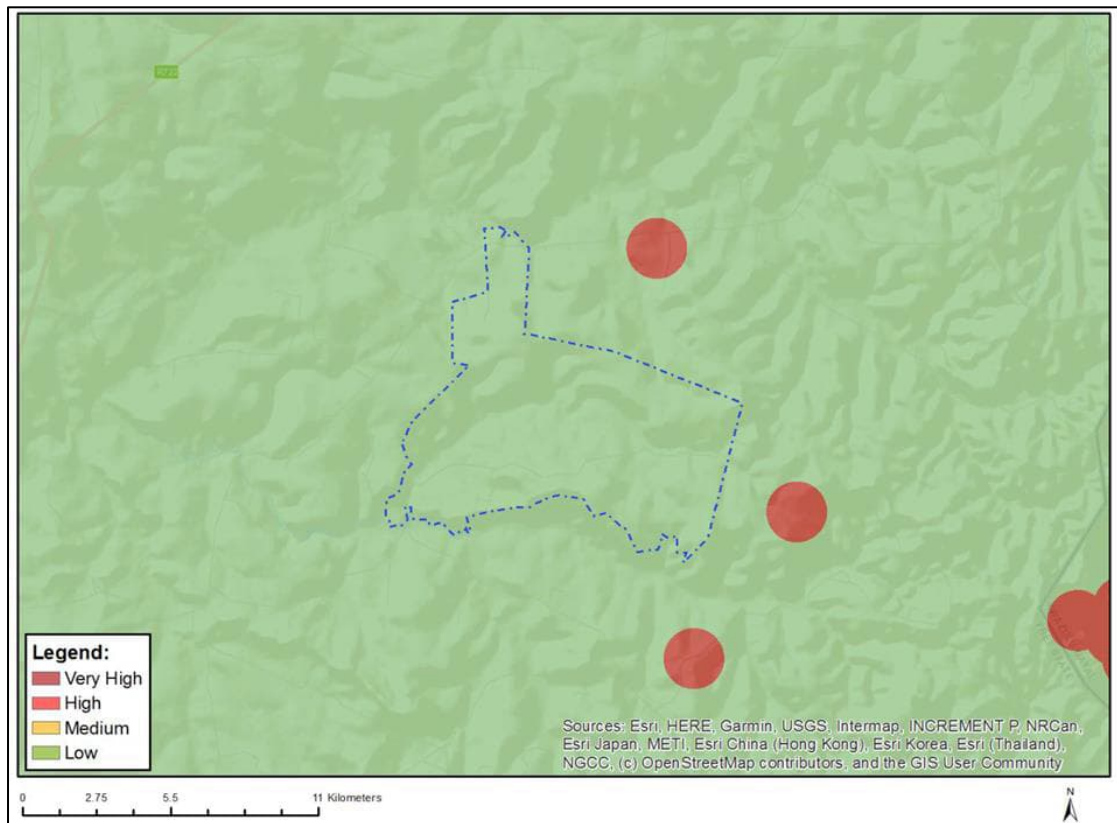 Legend:
Very High
High
Medium
Low
Sources: Esri, HERE, Garmin, USGS, Intermap, INCREMENT P, NRCan,
Esri Japan, METI, Esri China (Hong Kong), Esri Korea, Esri (Thailand),
NGCC, (c) OpenStreetMap contributors, and the GIS User Community
0 2.75 5.5 11 Kilometers
N